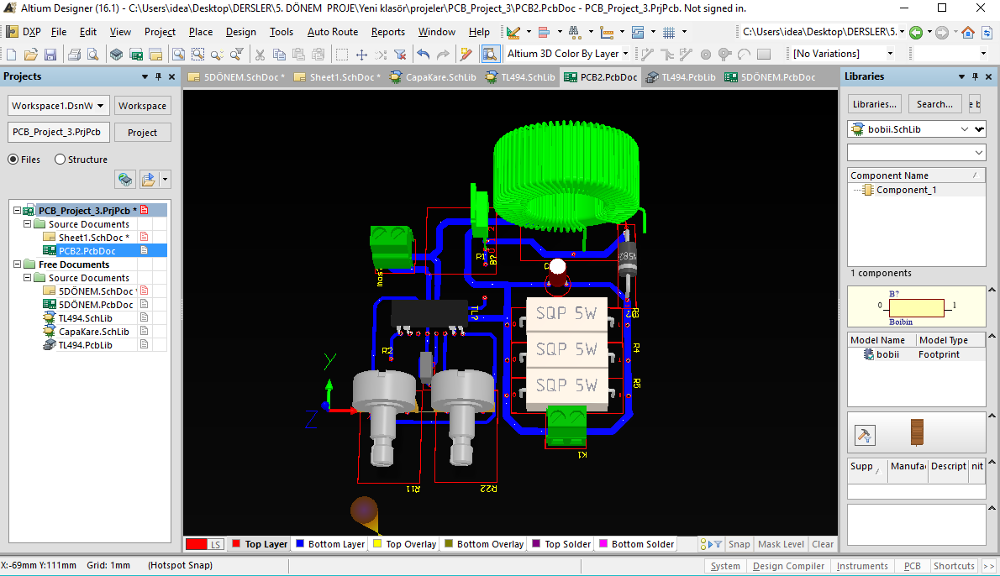 Altium Designer (16.1) - C:\Users\idea\Desktop\DERSLER\5. DÖNEM  PROJE\Yeni klasör\projeler\PCB_Project_3\PCB2.PcbDoc - PCB_Project_3.PrjPcb. Not signed in.
DXP File Edit View Project Place Design Tools Auto Route Reports Window Help C:\Users\idea\Desktop\DERSLER\5.
Altium 3D Color By Layer [No Variations]
Projects
5DÖNEM.SchDoc * Sheet1.SchDoc * CapaKare.SchLib TL494.SchLib PCB2.PcbDoc TL494.PcbLib 5DÖNEM.PcbDoc
Libraries
Workspace1.DsnW Workspace
PCB_Project_3.PrjPcb Project
Files Structure
PCB_Project_3.PrjPcb *
Source Documents
Sheet1.SchDoc *
PCB2.PcbDoc
Free Documents
Source Documents
5DÖNEM.SchDoc *
5DÖNEM.PcbDoc
TL494.SchLib
CapaKare.SchLib
TL494.PcbLib
R1
B?
TL?
R2
SQP 5W
SQP 5W
SQP 5W
R3
R4
R5
K1
R11
R22
Y
Z
Libraries... Search... e b
bobii.SchLib
Component Name
Component_1
1 components
B?
0 1
Boibin
Model Name Model Type
bobii Footprint
Supp Manufac Descript nit
LS Top Layer Bottom Layer Top Overlay Bottom Overlay Top Solder Bottom Solder Snap Mask Level Clear
X:-69mm Y:111mm Grid: 1mm (Hotspot Snap) System Design Compiler Instruments PCB Shortcuts >>